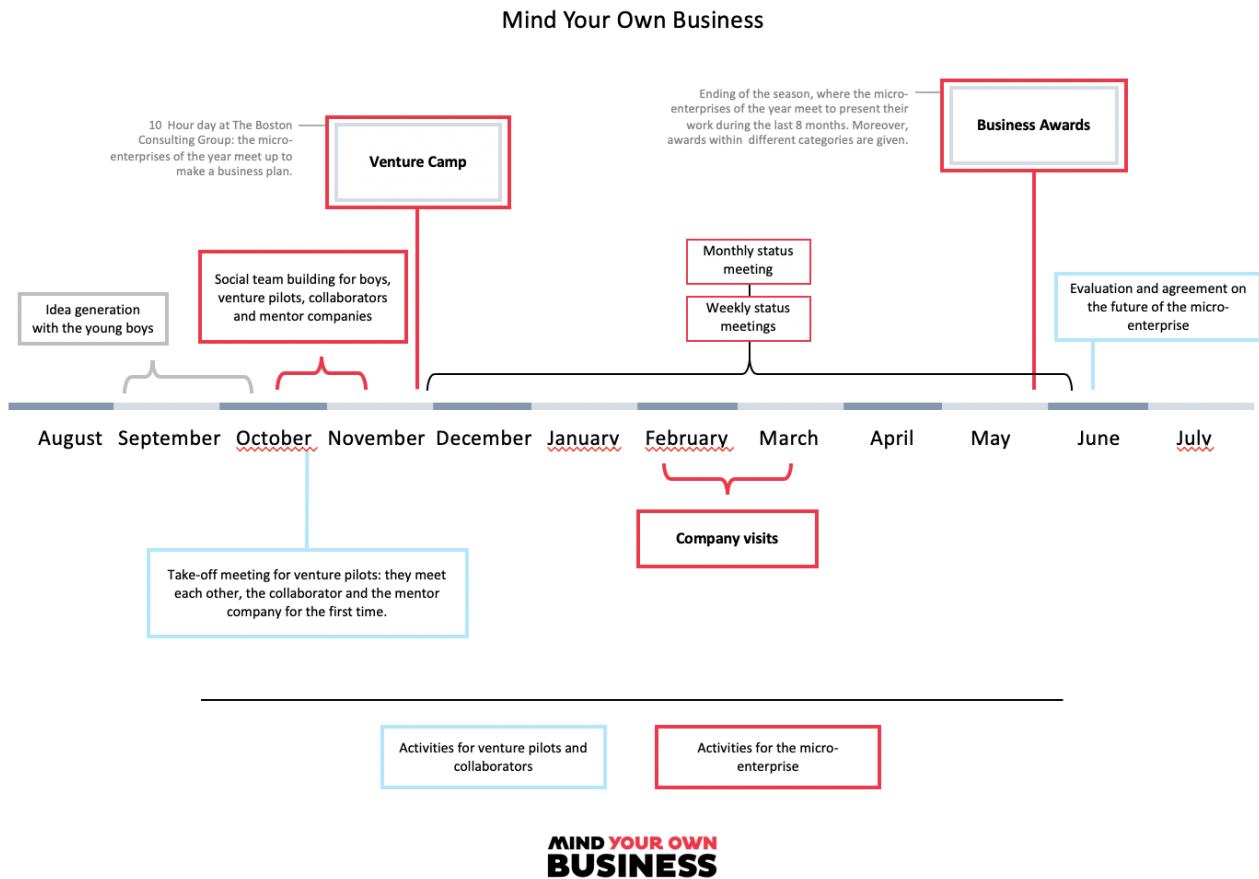 Mind Your Own Business
Ending of the season, where the micro-
enterprises of the year meet to present their
work during the last 8 months. Moreover,
awards within different categories are given.
Business Awards
10 Hour day at The Boston
Consulting Group: the micro-
enterprises of the year meet up to
make a business plan.
Venture Camp
Monthly status
meeting
Social team building for boys,
venture pilots, collaborators
and mentor companies
Evaluation and agreement on
the future of the micro-
enterprise
Idea generation
with the young boys
Weekly status
meetings
August September October November December January February March April May June July
Company visits
Take-off meeting for venture pilots: they meet
each other, the collaborator and the mentor
company for the first time.
Activities for venture pilots and
collaborators
Activities for the micro-
enterprise
MIND YOUR OWN
BUSINESS